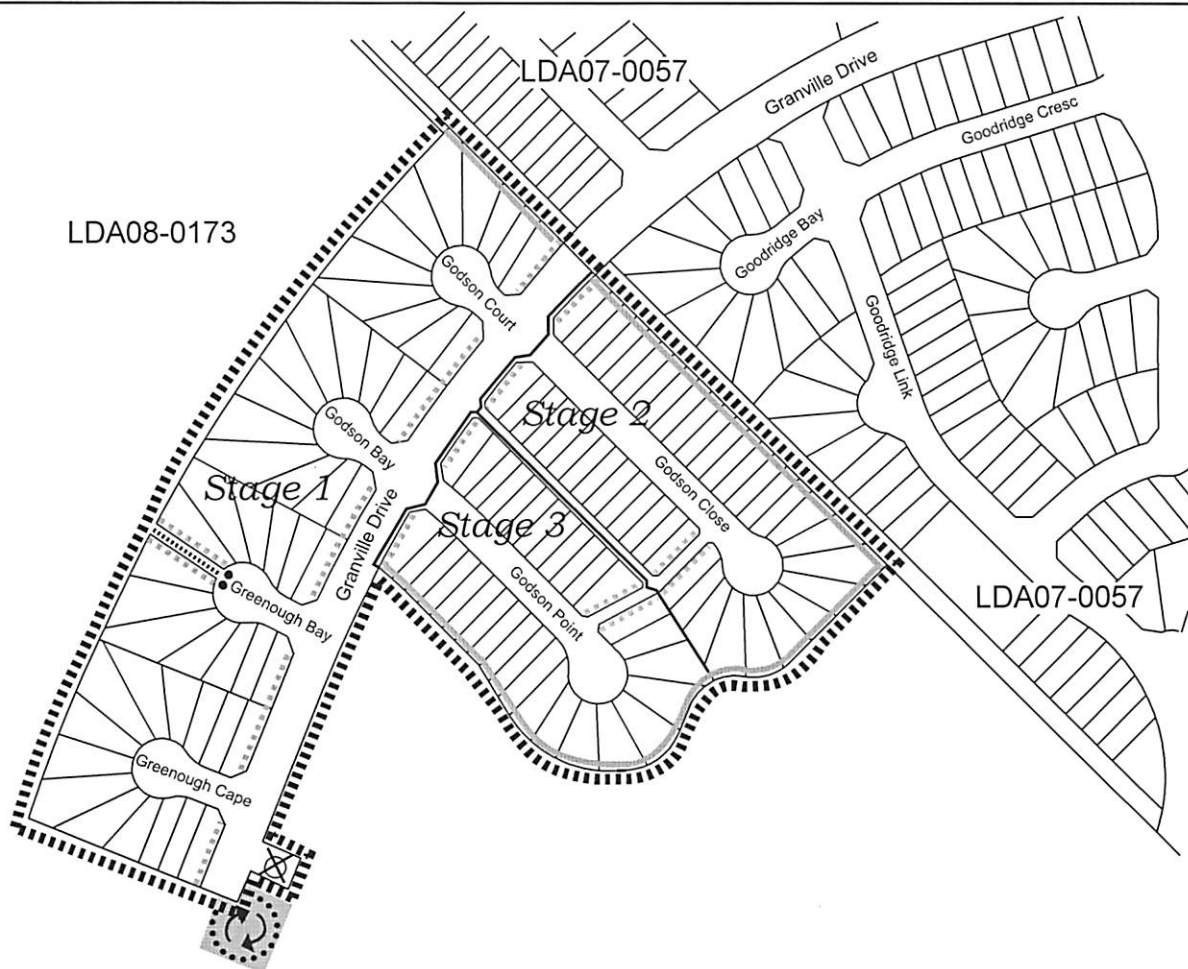 LDA07-0057
Granville Drive
Goodridge Cresc
LDA08-0173
Goodridge Bay
Godson Court
Goodridge Link
Stage 2
Godson Bay
Godson Close
Stage 1
Granville Drive
Stage 3
Godson Point
Greenough Bay
LDA07-0057
Greenough Cape